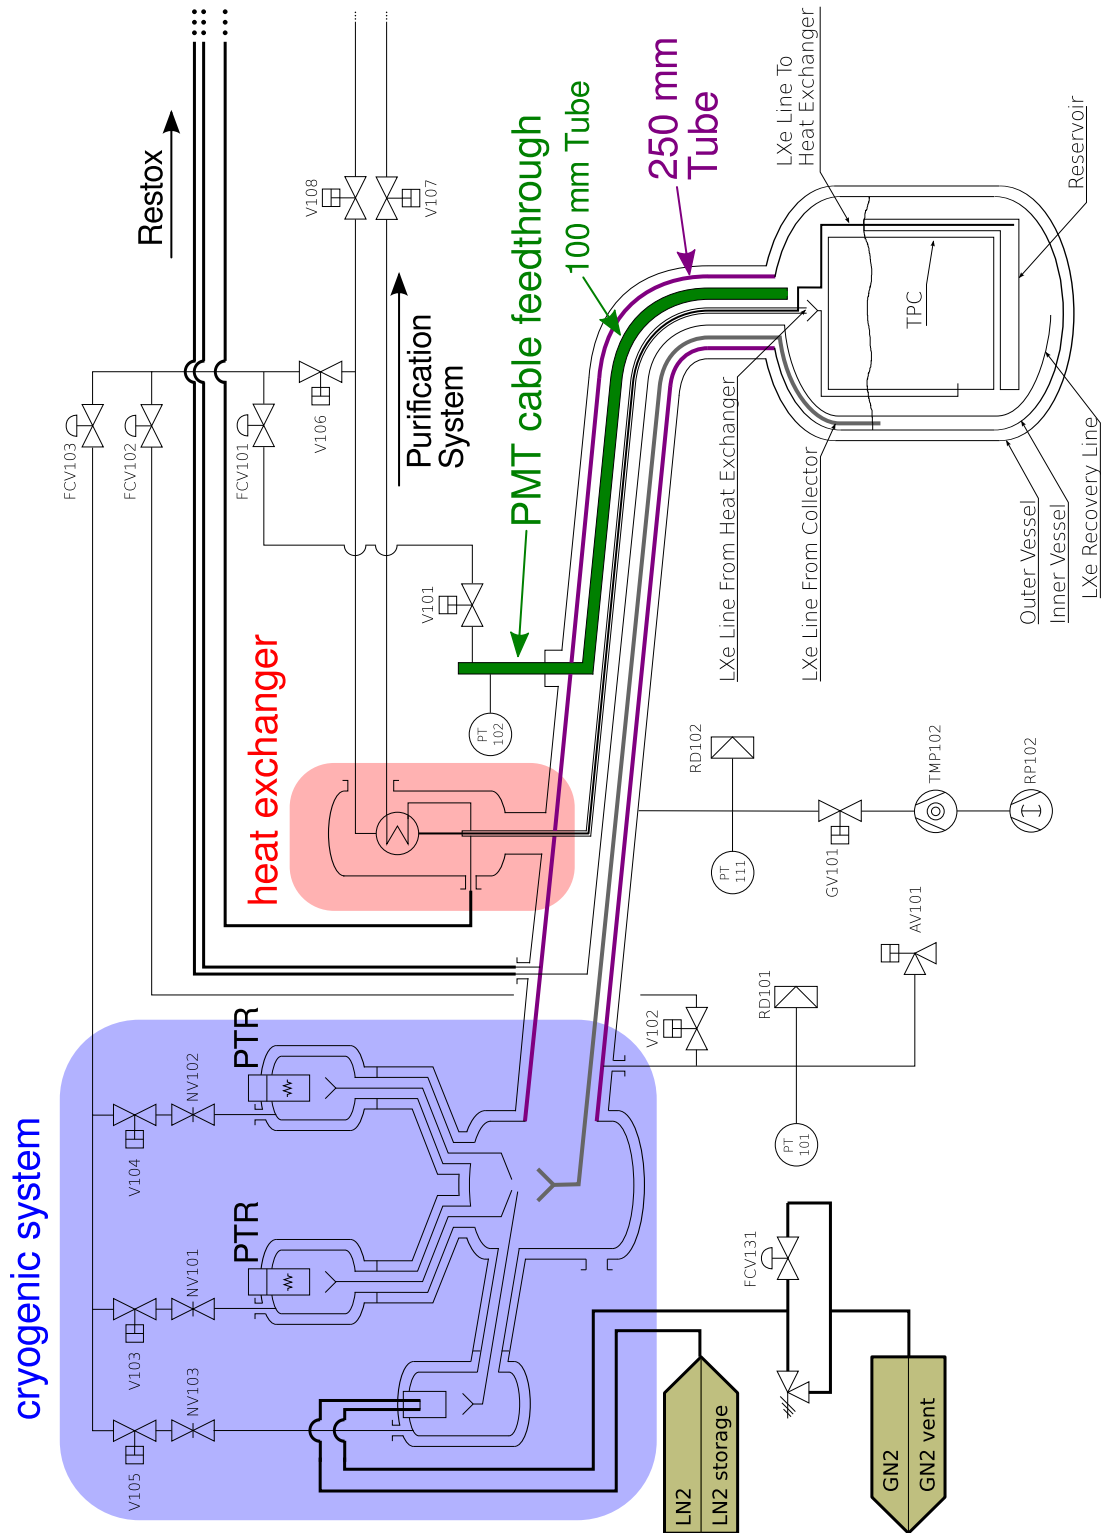 cryogenic system
V105
V103
V104
NV103
NV101
NV102
PTR
PTR
heat exchanger
FCV103
FCV102
FCV101
V106
Restox
V108
V107
Purification
System
V101
PT
102
PMT cable feedthrough
100 mm Tube
250 mm
Tube
LXe Line To
Heat Exchanger
Reservoir
TPC
LXe Line From Heat Exchanger
LXe Line From Collector
Outer Vessel
Inner Vessel
LXe Recovery Line
RD102
PT
111
GV101
TMP102
RP102
V102
RD101
AV101
PT
101
FCV131
LN2
LN2 storage
GN2
GN2 vent